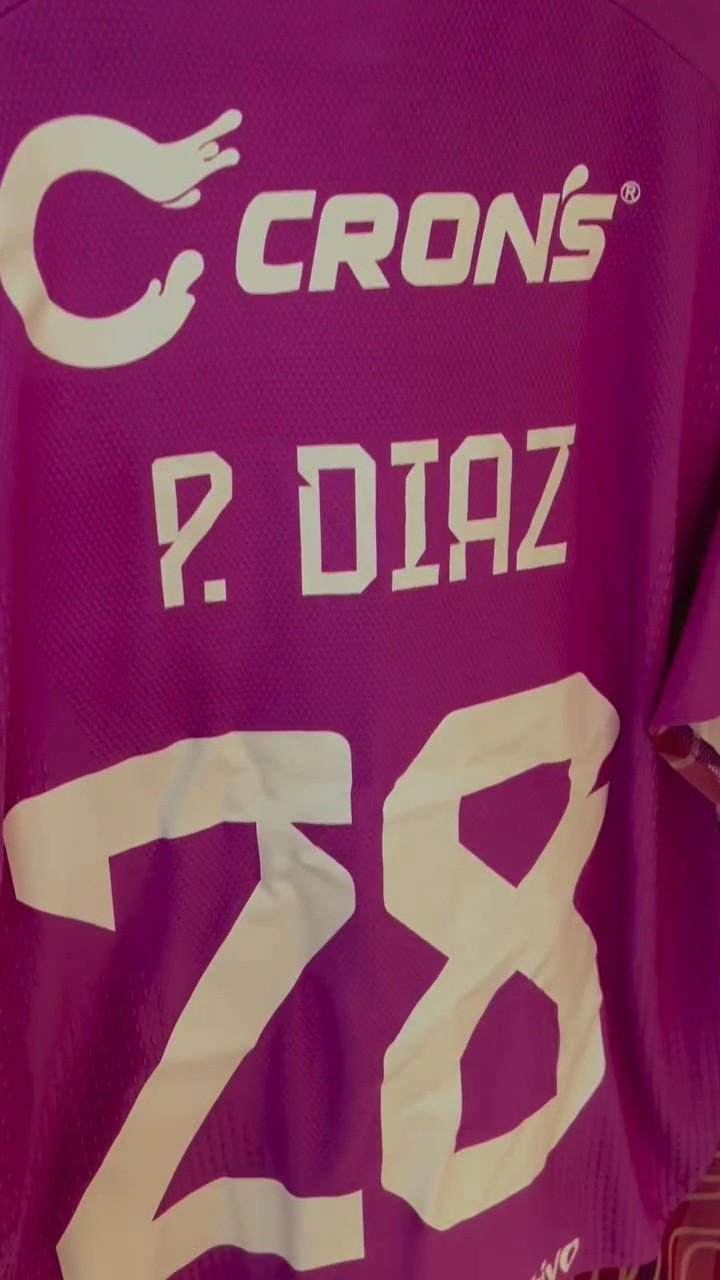 CRON'S®
P. DIAZ
28